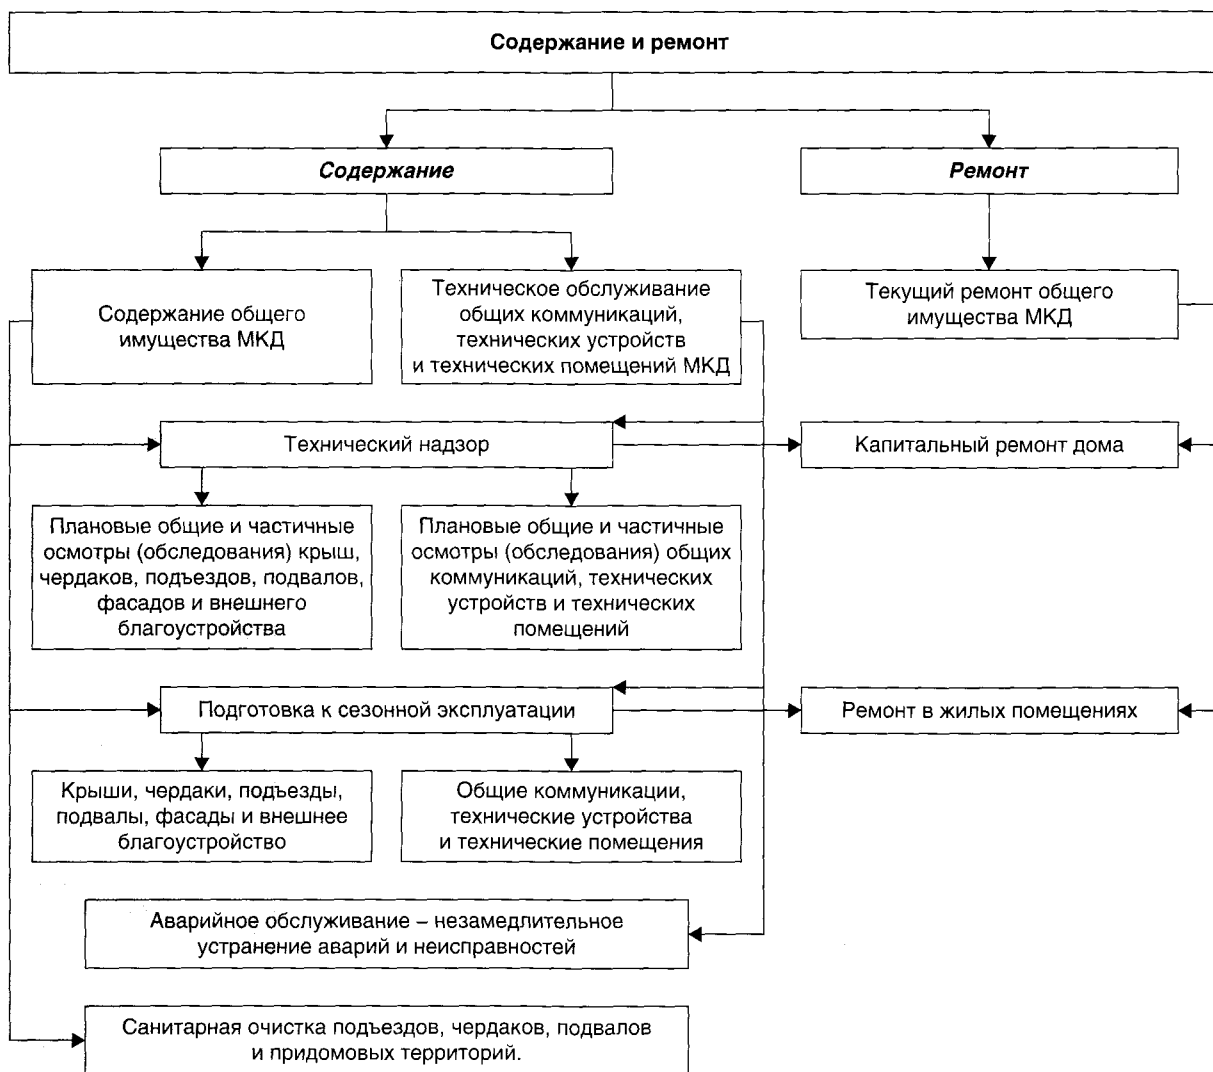 Содержание и ремонт
Содержание
Ремонт
Содержание общего
имущества МКД
Техническое обслуживание
общих коммуникаций,
технических устройств
и технических помещений МКД
Текущий ремонт общего
имущества МКД
Технический надзор
Капитальный ремонт дома
Плановые общие и частичные
осмотры (обследования) крыш,
чердаков, подъездов, подвалов,
фасадов и внешнего
благоустройства
Плановые общие и частичные
осмотры (обследования) общих
коммуникаций, технических
устройств и технических
помещений
Подготовка к сезонной эксплуатации
Ремонт в жилых помещениях
Крыши, чердаки, подъезды,
подвалы, фасады и внешнее
благоустройство
Общие коммуникации,
технические устройства
и технические помещения
Аварийное обслуживание – незамедлительное
устранение аварий и неисправностей
Санитарная очистка подъездов, чердаков, подвалов
и придомовых территорий.